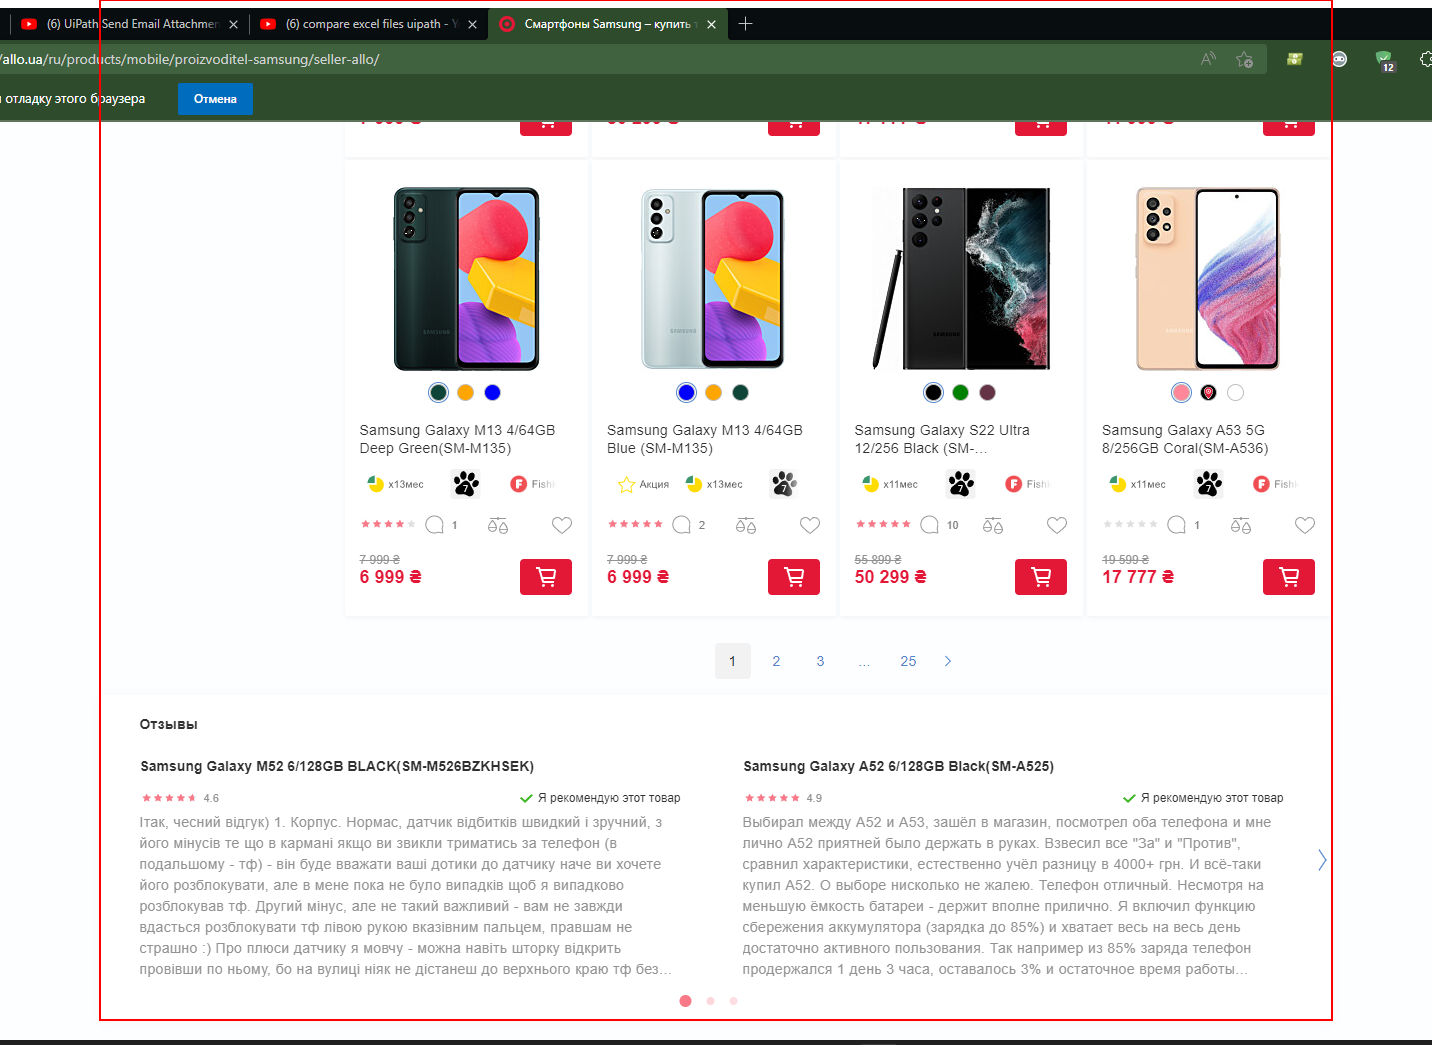 (6) UiPath Send Email Attachmen
(6) compare excel files uipath - Y
Смартфоны Samsung – купить т
/allo.ua/ru/products/mobile/proizvoditel-samsung/seller-allo/
12
отладку этого браузера
Отмена
Samsung Galaxy M13 4/64GB
Deep Green(SM-M135)
x13мес
7
Fishk
1
7 999 ₴
6 999 ₴
Samsung Galaxy M13 4/64GB
Blue (SM-M135)
Акция
x13мес
7
2
7 999 ₴
6 999 ₴
Samsung Galaxy S22 Ultra
12/256 Black (SM-...
x11мес
7
Fishk
10
55 899 ₴
50 299 ₴
Samsung Galaxy A53 5G
8/256GB Coral(SM-A536)
x11мес
7
Fishk
1
19 599 ₴
17 777 ₴
1 2 3 ... 25
Отзывы
Samsung Galaxy M52 6/128GB BLACK(SM-M526BZKHSEK)
4.6
Я рекомендую этот товар
Ітак, чесний відгук) 1. Корпус. Нормас, датчик відбитків швидкий і зручний, з
його мінусів те що в кармані якщо ви звикли триматись за телефон (в
подальшому - тф) - він буде вважати ваші дотики до датчику наче ви хочете
його розблокувати, але в мене пока не було випадків щоб я випадково
розблокував тф. Другий мінус, але не такий важливий - вам не завжди
вдасться розблокувати тф лівою рукою вказівним пальцем, правшам не
страшно :) Про плюси датчику я мовчу - можна навіть шторку відкрить
провівши по ньому, бо на вулиці ніяк не дістанеш до верхнього краю тф без...
Samsung Galaxy A52 6/128GB Black(SM-A525)
4.9
Я рекомендую этот товар
Выбирал между А52 и А53, зашёл в магазин, посмотрел оба телефона и мне
лично А52 приятней было держать в руках. Взвесил все "За" и "Против",
сравнил характеристики, естественно учёл разницу в 4000+ грн. И всё-таки
купил А52. О выборе нисколько не жалею. Телефон отличный. Несмотря на
меньшую ёмкость батареи - держит вполне прилично. Я включил функцию
сбережения аккумулятора (зарядка до 85%) и хватает весь на весь день
достаточно активного пользования. Так например из 85% заряда телефон
продержался 1 день 3 часа, оставалось 3% и остаточное время работы...